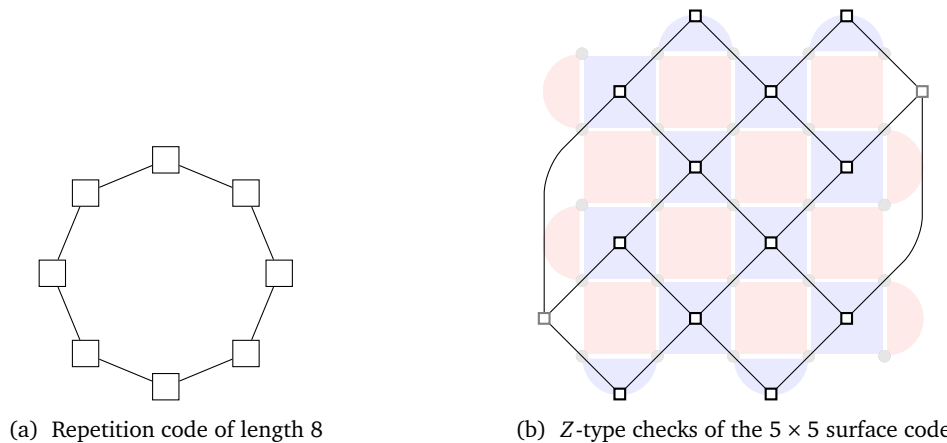 (a) Repetition code of length 8
(b) Z-type checks of the 5 × 5 surface code